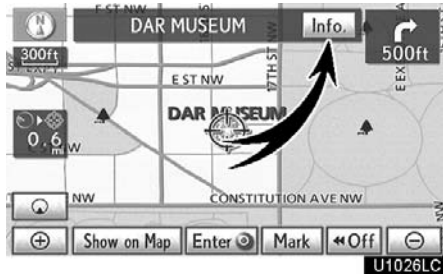 F ST NW
DAR MUSEUM
Info.
300ft
500ft
E ST NW
17TH ST
E EX
DAR MUSEUM
0.6
m
W
NW
CONSTITUTION AVE NW
Show on Map
Enter
Mark
Off
U1026LC